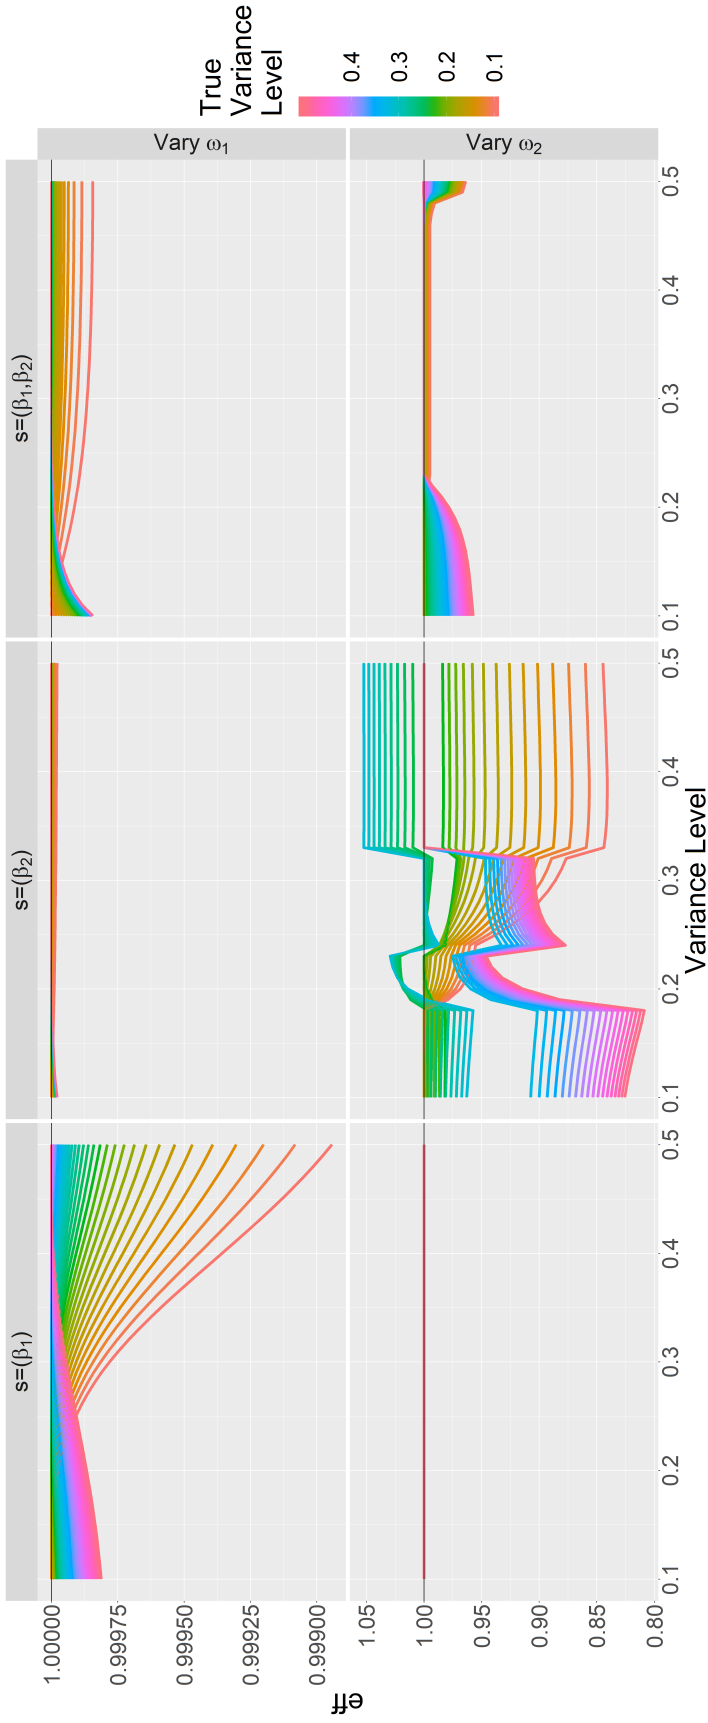 s=(β1)
s=(β2)
s=(β1,β2)
Vary ω1
Vary ω2
1.00000
0.99975
0.99950
0.99925
0.99900
1.05
1.00
0.95
0.90
0.85
0.80
eff
0.1 0.2 0.3 0.4 0.5
0.1 0.2 0.3 0.4 0.5
0.1 0.2 0.3 0.4 0.5
Variance Level
True
Variance
Level
0.4
0.3
0.2
0.1